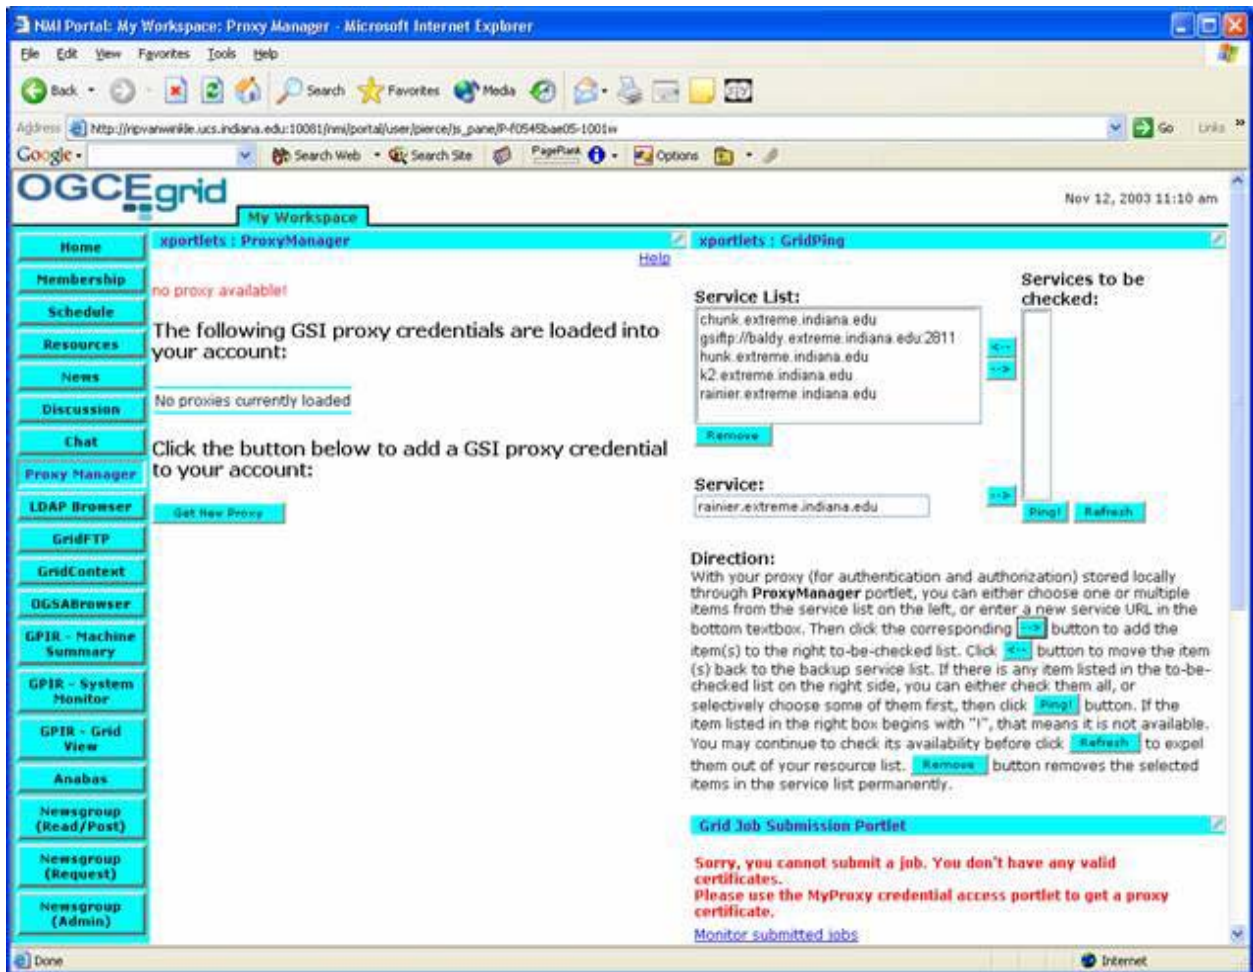 NMI Portal: My Workspace: Proxy Manager - Microsoft Internet Explorer
File Edit View Favorites Tools Help
Back Search Favorites Media
Address http://ripvanwinkle.ucs.indiana.edu:10081/nmi/portal/user/pierce/js_pane/P-f0545bae05-1001w Go Links »
Google Search Web Search Site PageRank Options
OGCEgrid
My Workspace
Nov 12, 2003 11:10 am
Home
Membership
Schedule
Resources
News
Discussion
Chat
Proxy Manager
LDAP Browser
GridFTP
GridContext
OGSABrowser
GPIR - Machine
Summary
GPIR - System
Monitor
GPIR - Grid
View
Anabas
Newsgroup
(Read/Post)
Newsgroup
(Request)
Newsgroup
(Admin)
xportlets : ProxyManager
Help
no proxy available!
The following GSI proxy credentials are loaded into
your account:
No proxies currently loaded
Click the button below to add a GSI proxy credential
to your account:
Get New Proxy
xportlets : GridPing
Service List:
chunk.extreme.indiana.edu
gsiftp://baldy.extreme.indiana.edu:2811
hunk.extreme.indiana.edu
k2.extreme.indiana.edu
rainier.extreme.indiana.edu
Remove
<--
-->
Services to be
checked:
Service:
rainier.extreme.indiana.edu
-->
Ping! Refresh
Direction:
With your proxy (for authentication and authorization) stored locally
through ProxyManager portlet, you can either choose one or multiple
items from the service list on the left, or enter a new service URL in the
bottom textbox. Then click the corresponding --> button to add the
item(s) to the right to-be-checked list. Click <-- button to move the item
(s) back to the backup service list. If there is any item listed in the to-be-
checked list on the right side, you can either check them all, or
selectively choose some of them first, then click Ping! button. If the
item listed in the right box begins with "!", that means it is not available.
You may continue to check its availability before click Refresh to expel
them out of your resource list. Remove button removes the selected
items in the service list permanently.
Grid Job Submission Portlet
Sorry, you cannot submit a job. You don't have any valid
certificates.
Please use the MyProxy credential access portlet to get a proxy
certificate.
Monitor submitted jobs
Done Internet